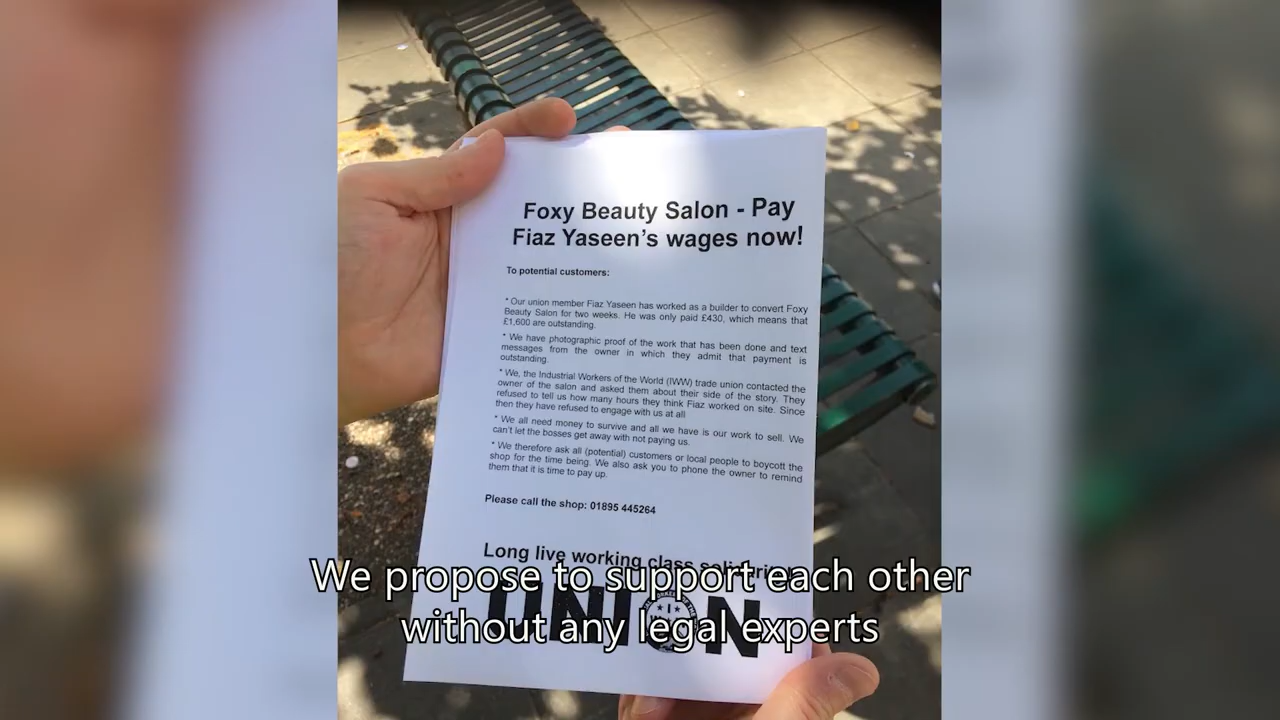 Foxy Beauty Salon - Pay
Fiaz Yaseen's wages now!
To potential customers:
* Our union member Fiaz Yaseen has worked as a builder to convert Foxy
Beauty Salon for two weeks. He was only paid £430, which means that
£1,600 are outstanding.
* We have photographic proof of the work that has been done and text
messages from the owner in which they admit that payment is
outstanding.
* We, the Industrial Workers of the World (IWW) trade union contacted the
owner of the salon and asked them about their side of the story. They
refused to tell us how many hours they think Fiaz worked on site. Since
then they have refused to engage with us at all
* We all need money to survive and all we have is our work to sell. We
can't let the bosses get away with not paying us.
* We therefore ask all (potential) customers or local people to boycott the
shop for the time being. We also ask you to phone the owner to remind
them that it is time to pay up.
Please call the shop: 01895 445264
Long live working class solidarity
We propose to support each other
UNION
without any legal experts